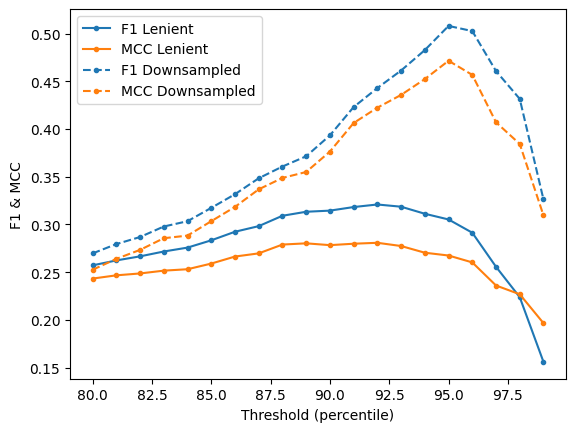 F1 Lenient
MCC Lenient
F1 Downsampled
MCC Downsampled
F1 & MCC
0.50
0.45
0.40
0.35
0.30
0.25
0.20
0.15
80.0 82.5 85.0 87.5 90.0 92.5 95.0 97.5
Threshold (percentile)